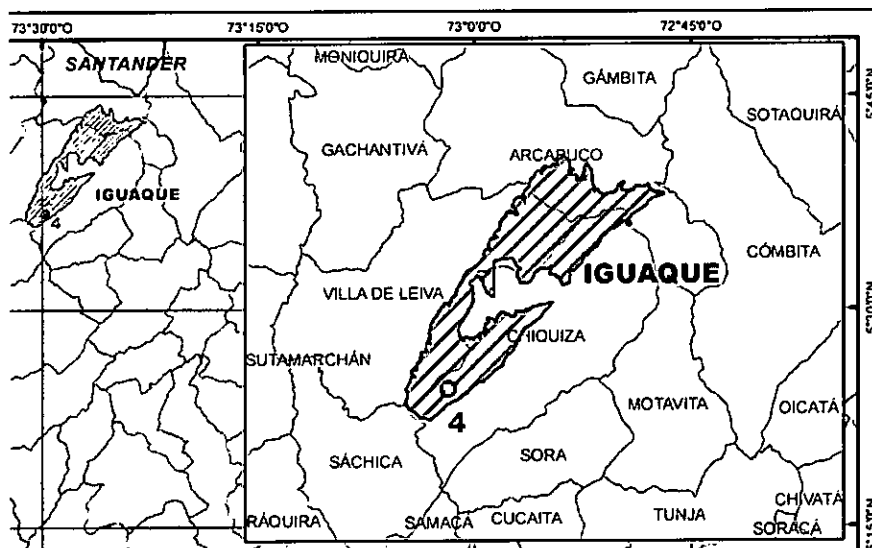 73°30'0"O 73°15'0"O 73°0'0"O 72°45'0"O
SANTANDER
IGUAQUE
4
MONIQUIRA
GÁMBITA
SOTAQUIRÁ
GACHANTIVÁ
ARCABUCO
CÓMBITA
IGUAQUE
VILLA DE LEIVA
CHIQUIZA
SUTAMARCHÁN
4
MOTAVITA
OICATÁ
SÁCHICA
SORA
CHIVATÁ
RÁQUIRA
SAMACÁ
CUCAITA
TUNJA
SORACÁ